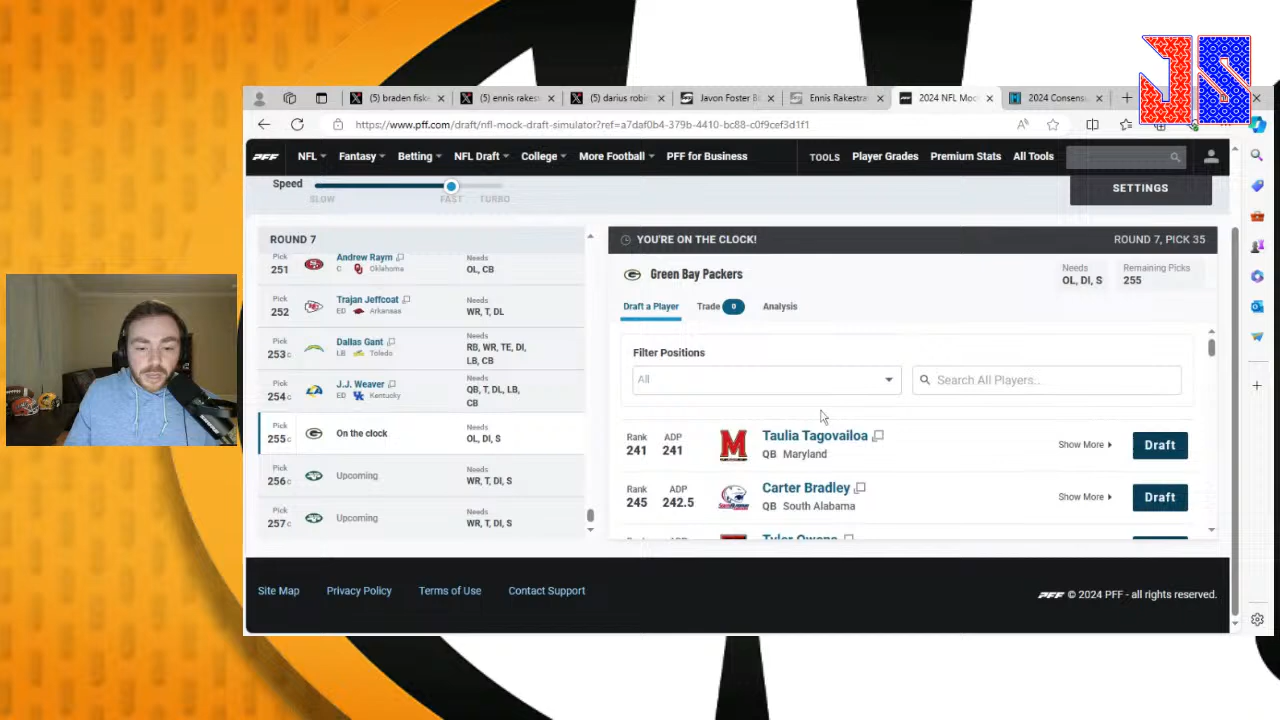 JS
(5) braden fiske
(5) ennis rakest
(5) darius robin
Javon Foster Bl
Ennis Rakestra
2024 NFL Moc
2024 Consens
https://www.pff.com/draft/nfl-mock-draft-simulator?ref=a7daf0b4-379b-4410-bc88-c0f9cef3d1f1
PFF NFL Fantasy Betting NFL Draft College More Football PFF for Business TOOLS Player Grades Premium Stats All Tools
Speed
SLOW FAST TURBO
SETTINGS
ROUND 7
Pick 251 Andrew Raym Needs
C Oklahoma OL, CB
Pick 252 Trajan Jeffcoat Needs
ED Arkansas WR, T, DL
Pick 253 c Dallas Gant Needs
LB Toledo RB, WR, TE, DI,
LB, CB
Pick 254 c J.J. Weaver Needs
ED Kentucky QB, T, DL, LB,
CB
Pick 255 c On the clock Needs
OL, DI, S
Pick 256 c Upcoming Needs
WR, T, DI, S
Pick 257 c Upcoming Needs
WR, T, DI, S
YOU'RE ON THE CLOCK! ROUND 7, PICK 35
Green Bay Packers
Needs
OL, DI, S
Remaining Picks
255
Draft a Player Trade 0 Analysis
Filter Positions
All
Search All Players...
Rank 241 ADP 241 M Taulia Tagovailoa Show More Draft
QB Maryland
Rank 245 ADP 242.5 Carter Bradley Show More Draft
QB South Alabama
Tyler Owens
Site Map Privacy Policy Terms of Use Contact Support
PFF © 2024 PFF - all rights reserved.